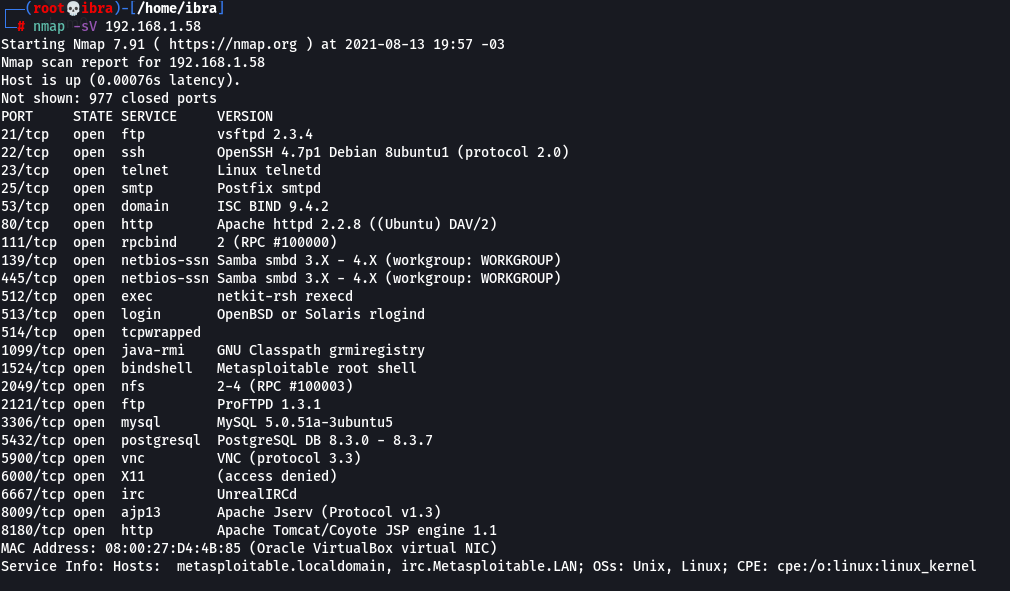 ┌──(root💀ibra)-[/home/ibra]
└─# nmap -sV 192.168.1.58
Starting Nmap 7.91 ( https://nmap.org ) at 2021-08-13 19:57 -03
Nmap scan report for 192.168.1.58
Host is up (0.00076s latency).
Not shown: 977 closed ports
PORT     STATE SERVICE     VERSION
21/tcp   open  ftp         vsftpd 2.3.4
22/tcp   open  ssh         OpenSSH 4.7p1 Debian 8ubuntu1 (protocol 2.0)
23/tcp   open  telnet      Linux telnetd
25/tcp   open  smtp        Postfix smtpd
53/tcp   open  domain      ISC BIND 9.4.2
80/tcp   open  http        Apache httpd 2.2.8 ((Ubuntu) DAV/2)
111/tcp  open  rpcbind     2 (RPC #100000)
139/tcp  open  netbios-ssn Samba smbd 3.X - 4.X (workgroup: WORKGROUP)
445/tcp  open  netbios-ssn Samba smbd 3.X - 4.X (workgroup: WORKGROUP)
512/tcp  open  exec        netkit-rsh rexecd
513/tcp  open  login       OpenBSD or Solaris rlogind
514/tcp  open  tcpwrapped
1099/tcp open  java-rmi    GNU Classpath grmiregistry
1524/tcp open  bindshell   Metasploitable root shell
2049/tcp open  nfs         2-4 (RPC #100003)
2121/tcp open  ftp         ProFTPD 1.3.1
3306/tcp open  mysql       MySQL 5.0.51a-3ubuntu5
5432/tcp open  postgresql  PostgreSQL DB 8.3.0 - 8.3.7
5900/tcp open  vnc         VNC (protocol 3.3)
6000/tcp open  X11         (access denied)
6667/tcp open  irc         UnrealIRCd
8009/tcp open  ajp13       Apache Jserv (Protocol v1.3)
8180/tcp open  http        Apache Tomcat/Coyote JSP engine 1.1
MAC Address: 08:00:27:D4:4B:85 (Oracle VirtualBox virtual NIC)
Service Info: Hosts:  metasploitable.localdomain, irc.Metasploitable.LAN; OSs: Unix, Linux; CPE: cpe:/o:linux:linux_kernel